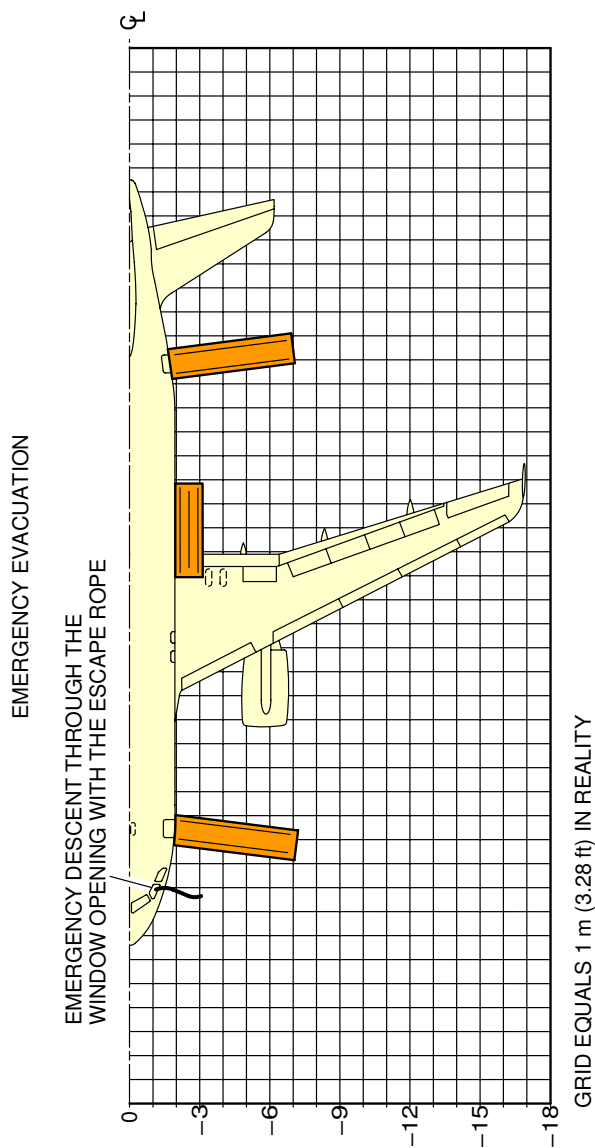 EMERGENCY EVACUATION
EMERGENCY DESCENT THROUGH THE
WINDOW OPENING WITH THE ESCAPE ROPE
℄
0
−3
−6
−9
−12
−15
−18
GRID EQUALS 1 m (3.28 ft) IN REALITY